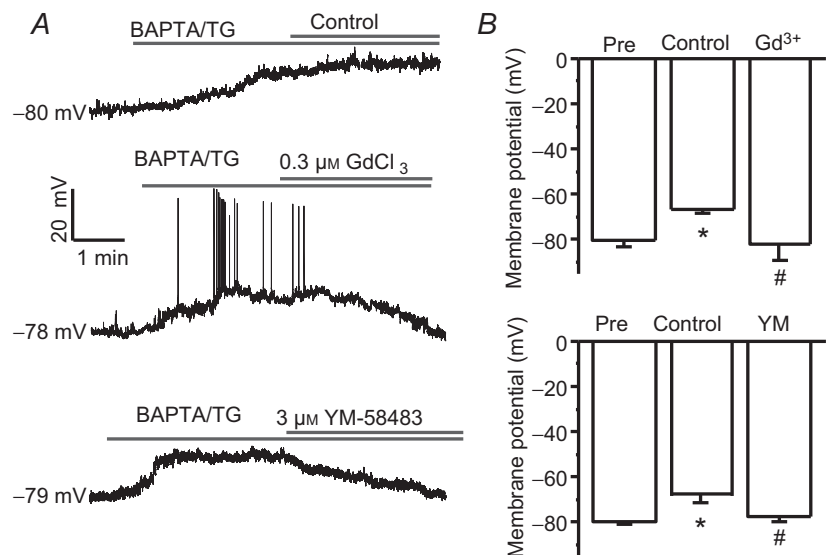 A
BAPTA/TG
Control
–80 mV
BAPTA/TG
0.3 μM GdCl3
20 mV
1 min
–78 mV
BAPTA/TG
3 μM YM-58483
–79 mV
B
Pre Control Gd3+
0
–20
–40
–60
–80
Membrane potential (mV)
*
#
Pre Control YM
0
–20
–40
–60
–80
Membrane potential (mV)
*
#